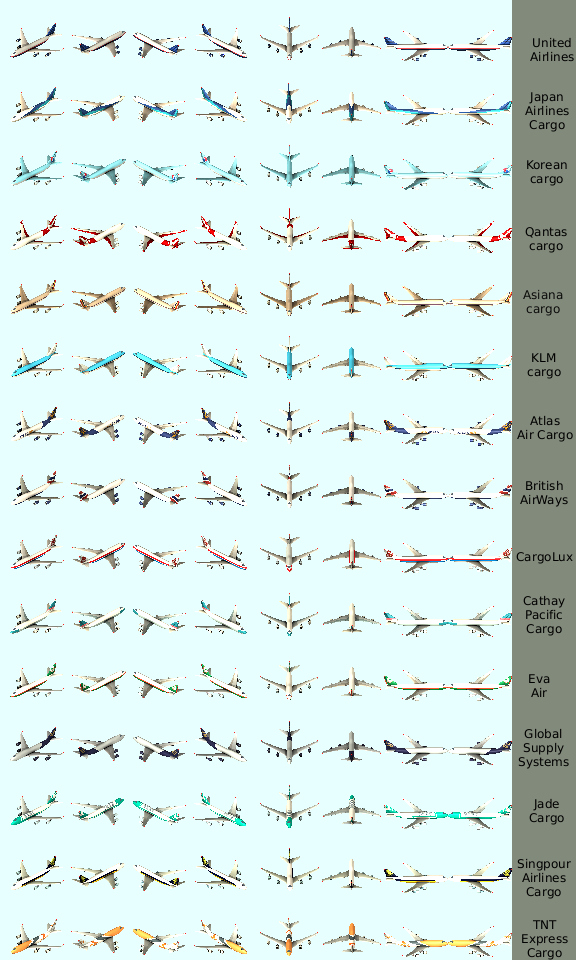 United
Airlines
Japan
Airlines
Cargo
Korean
cargo
Qantas
cargo
Asiana
cargo
KLM
cargo
Atlas
Air Cargo
British
AirWays
CargoLux
Cathay
Pacific
Cargo
Eva
Air
Global
Supply
Systems
Jade
Cargo
Singpour
Airlines
Cargo
TNT
Express
Cargo